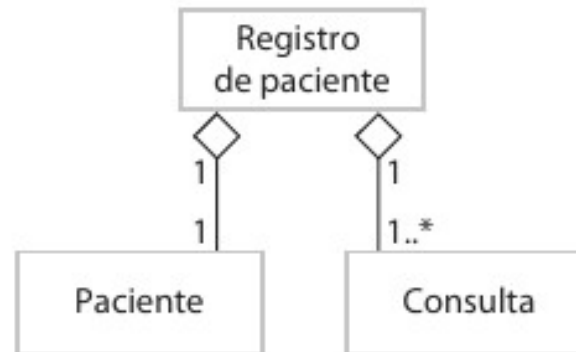 Registro
de paciente
1
1
1
1..*
Paciente
Consulta